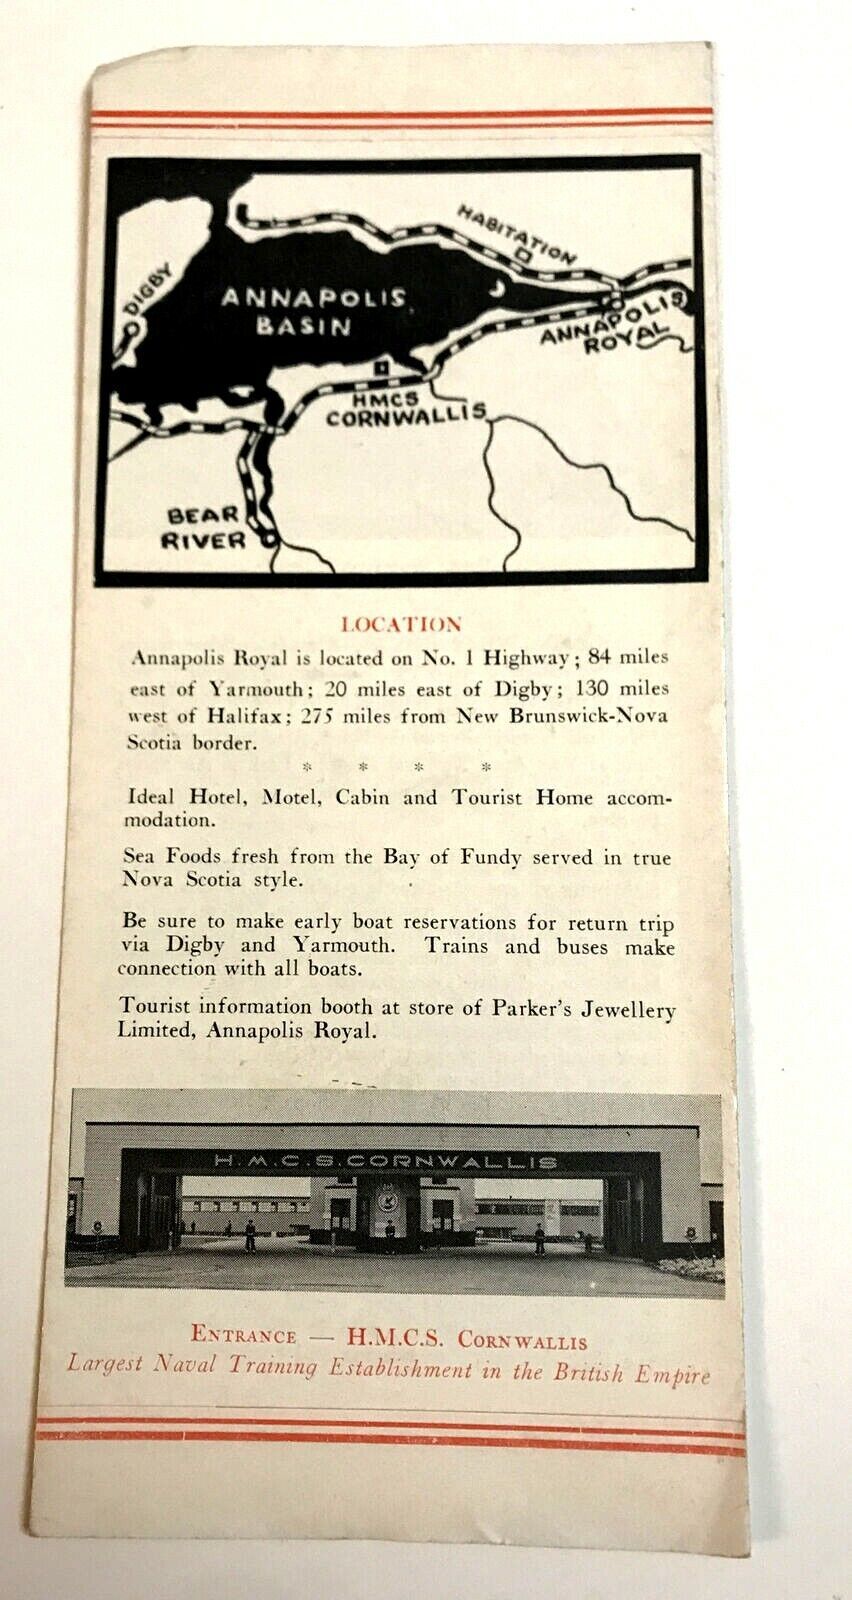 HABITATION
DIGBY
ANNAPOLIS
BASIN
ANNAPOLIS
ROYAL
HMCS
CORNWALLIS
BEAR
RIVER
LOCATION
Annapolis Royal is located on No. 1 Highway; 84 miles
east of Yarmouth; 20 miles east of Digby; 130 miles
west of Halifax; 275 miles from New Brunswick-Nova
Scotia border.
* * * *
Ideal Hotel, Motel, Cabin and Tourist Home accom-
modation.
Sea Foods fresh from the Bay of Fundy served in true
Nova Scotia style.
Be sure to make early boat reservations for return trip
via Digby and Yarmouth. Trains and buses make
connection with all boats.
Tourist information booth at store of Parker's Jewellery
Limited, Annapolis Royal.
H.M.C.S. CORNWALLIS
ENTRANCE — H.M.C.S. CORNWALLIS
Largest Naval Training Establishment in the British Empire